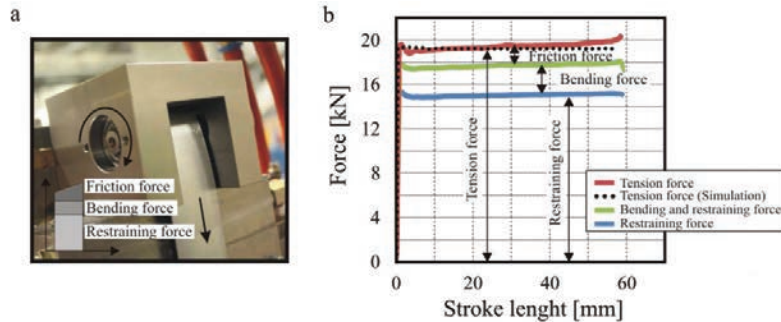 a
Friction force
Bending force
Restraining force
b
Force [kN]
20
16
12
8
4
0
Friction force
Bending force
Tension force
Restraining force
Tension force
Tension force (Simulation)
Bending and restraining force
Restraining force
0
20
40
60
80
Stroke lenght [mm]